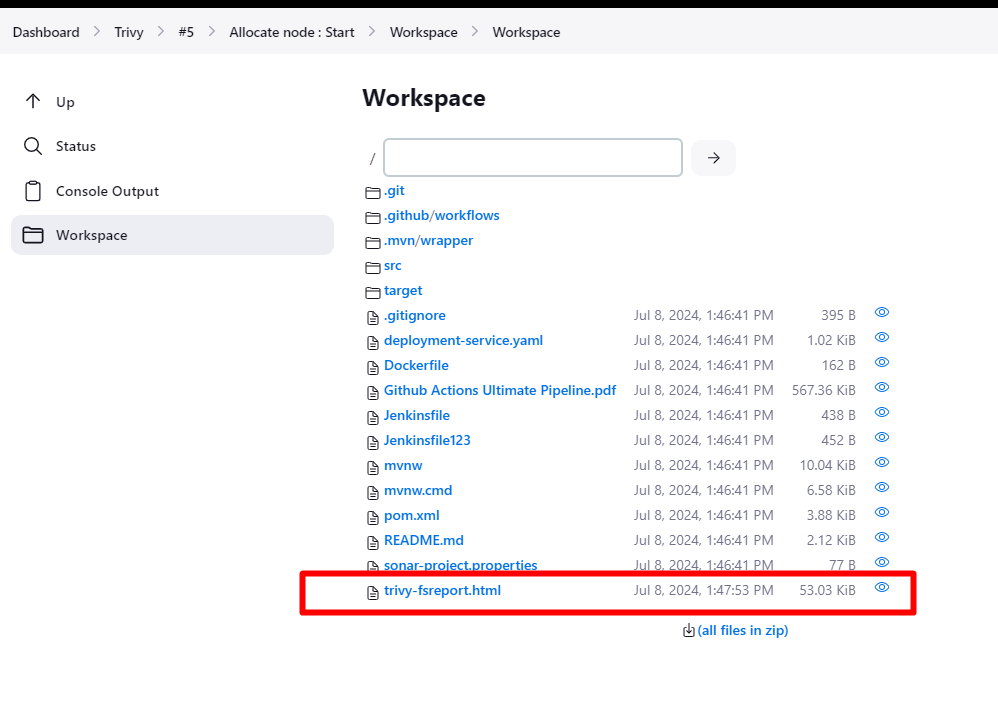 Dashboard > Trivy > #5 > Allocate node : Start > Workspace > Workspace
Up
Status
Console Output
Workspace
Workspace
/
.git
.github/workflows
.mvn/wrapper
src
target
.gitignore Jul 8, 2024, 1:46:41 PM 395 B
deployment-service.yaml Jul 8, 2024, 1:46:41 PM 1.02 KiB
Dockerfile Jul 8, 2024, 1:46:41 PM 162 B
Github Actions Ultimate Pipeline.pdf Jul 8, 2024, 1:46:41 PM 567.36 KiB
Jenkinsfile Jul 8, 2024, 1:46:41 PM 438 B
Jenkinsfile123 Jul 8, 2024, 1:46:41 PM 452 B
mvnw Jul 8, 2024, 1:46:41 PM 10.04 KiB
mvnw.cmd Jul 8, 2024, 1:46:41 PM 6.58 KiB
pom.xml Jul 8, 2024, 1:46:41 PM 3.88 KiB
README.md Jul 8, 2024, 1:46:41 PM 2.12 KiB
sonar-project.properties Jul 8, 2024, 1:46:41 PM 77 B
trivy-fsreport.html Jul 8, 2024, 1:47:53 PM 53.03 KiB
(all files in zip)